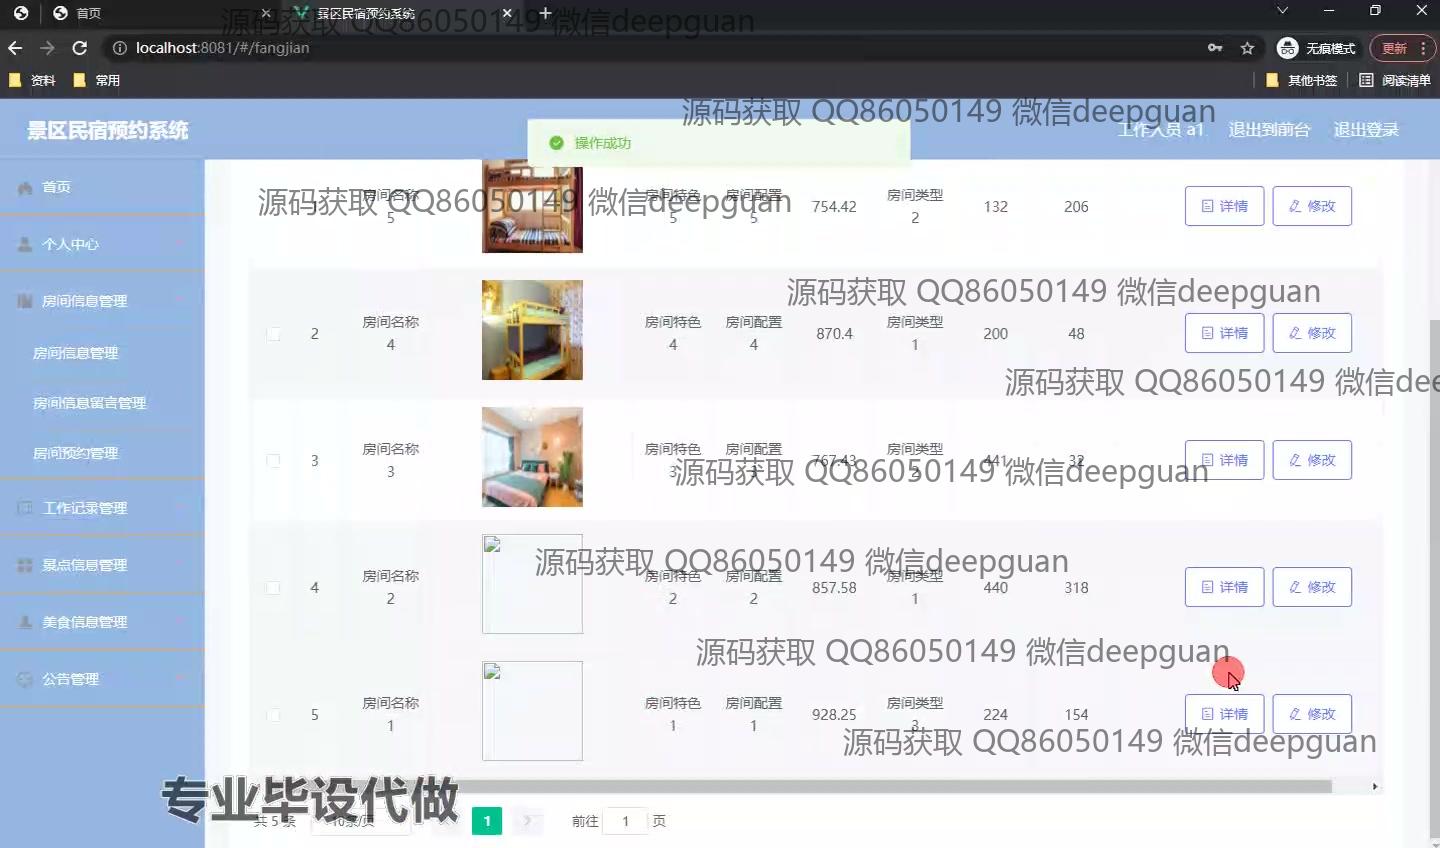 首页
景区民宿预约系统
源码获取 QQ86050149 微信deepguan
localhost:8081/#/fangjian
无痕模式
更新
资料
常用
其他书签
阅读清单
景区民宿预约系统
源码获取 QQ86050149 微信deepguan
工作人员 a1
退出到前台
退出登录
操作成功
首页
个人中心
房间信息管理
房间信息管理
房间信息留言管理
房间预约管理
工作记录管理
景点信息管理
美食信息管理
公告管理
1 房间名称5 房间特色5 房间配置5 754.42 房间类型2 132 206 详情 修改
源码获取 QQ86050149 微信deepguan
源码获取 QQ86050149 微信deepguan
2 房间名称4 房间特色4 房间配置4 870.4 房间类型1 200 48 详情 修改
源码获取 QQ86050149 微信dee
3 房间名称3 房间特色3 房间配置 767.43 房间类型 441 32 详情 修改
源码获取 QQ86050149 微信deepguan
源码获取 QQ86050149 微信deepguan
4 房间名称2 房间特色2 房间配置2 857.58 房间类型1 440 318 详情 修改
源码获取 QQ86050149 微信deepguan
5 房间名称1 房间特色1 房间配置1 928.25 房间类型3 224 154 详情 修改
源码获取 QQ86050149 微信deepguan
专业毕设代做
共 5 条 10条/页 1 前往 1 页